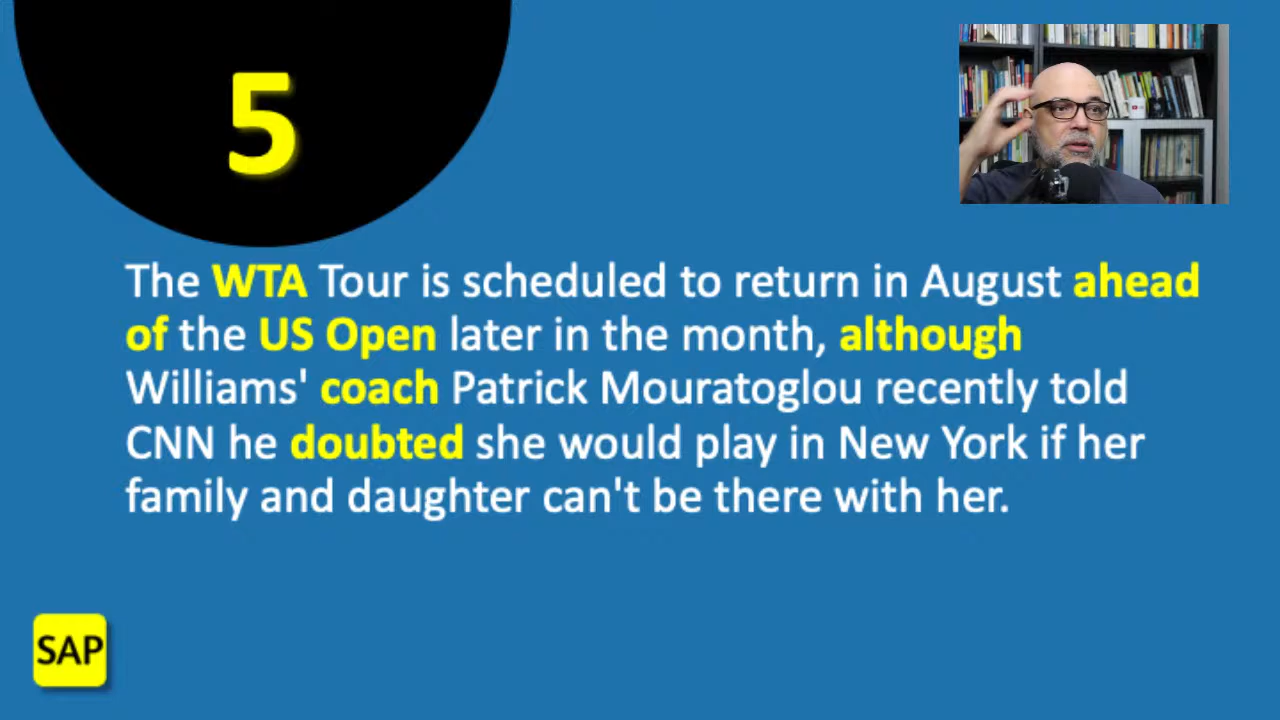 5
The WTA Tour is scheduled to return in August ahead
of the US Open later in the month, although
Williams' coach Patrick Mouratoglou recently told
CNN he doubted she would play in New York if her
family and daughter can't be there with her.
SAP